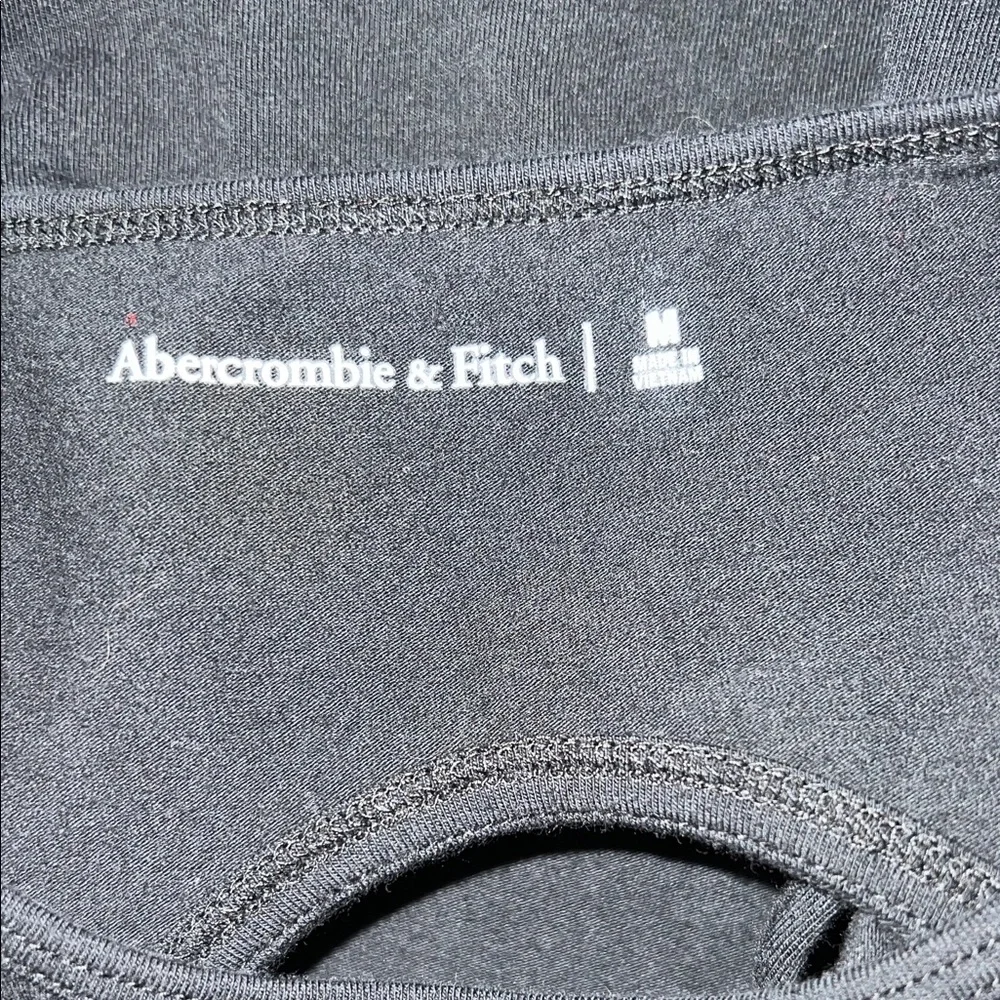 Abercrombie & Fitch |
M
MADE IN
VIETNAM